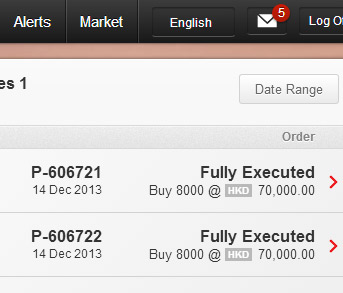 Alerts Market English 5 Log O
es 1
Date Range
Order
P-606721 Fully Executed
14 Dec 2013 Buy 8000 @ HKD 70,000.00
P-606722 Fully Executed
14 Dec 2013 Buy 8000 @ HKD 70,000.00